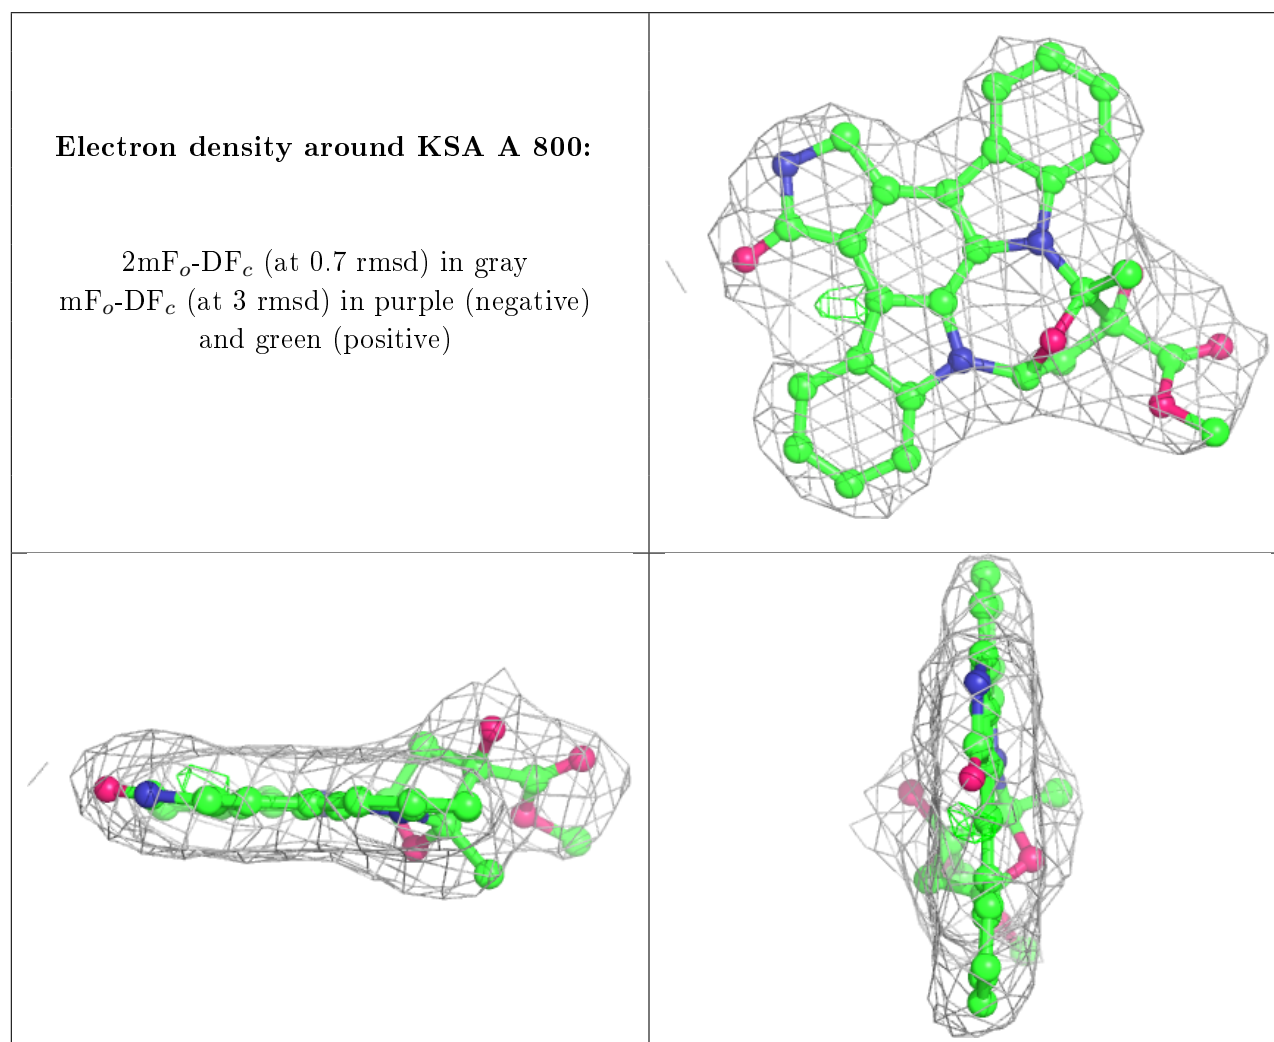 Electron density around KSA A 800:
2mFₒ-DF𝒸 (at 0.7 rmsd) in gray
mFₒ-DF𝒸 (at 3 rmsd) in purple (negative)
and green (positive)